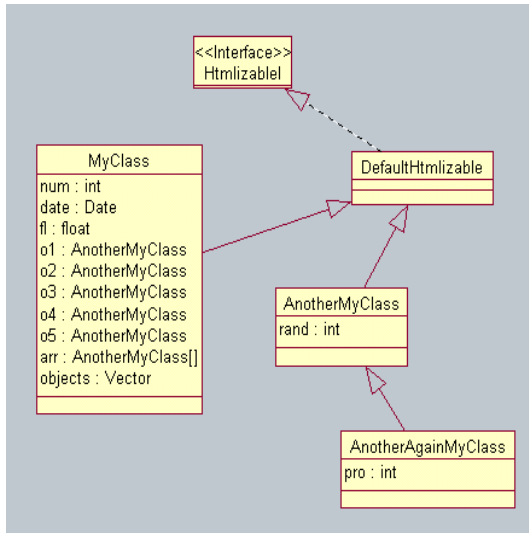 <<Interface>>
HtmlizableI
DefaultHtmlizable
MyClass
num : int
date : Date
fl : float
o1 : AnotherMyClass
o2 : AnotherMyClass
o3 : AnotherMyClass
o4 : AnotherMyClass
o5 : AnotherMyClass
arr : AnotherMyClass[]
objects : Vector
AnotherMyClass
rand : int
AnotherAgainMyClass
pro : int